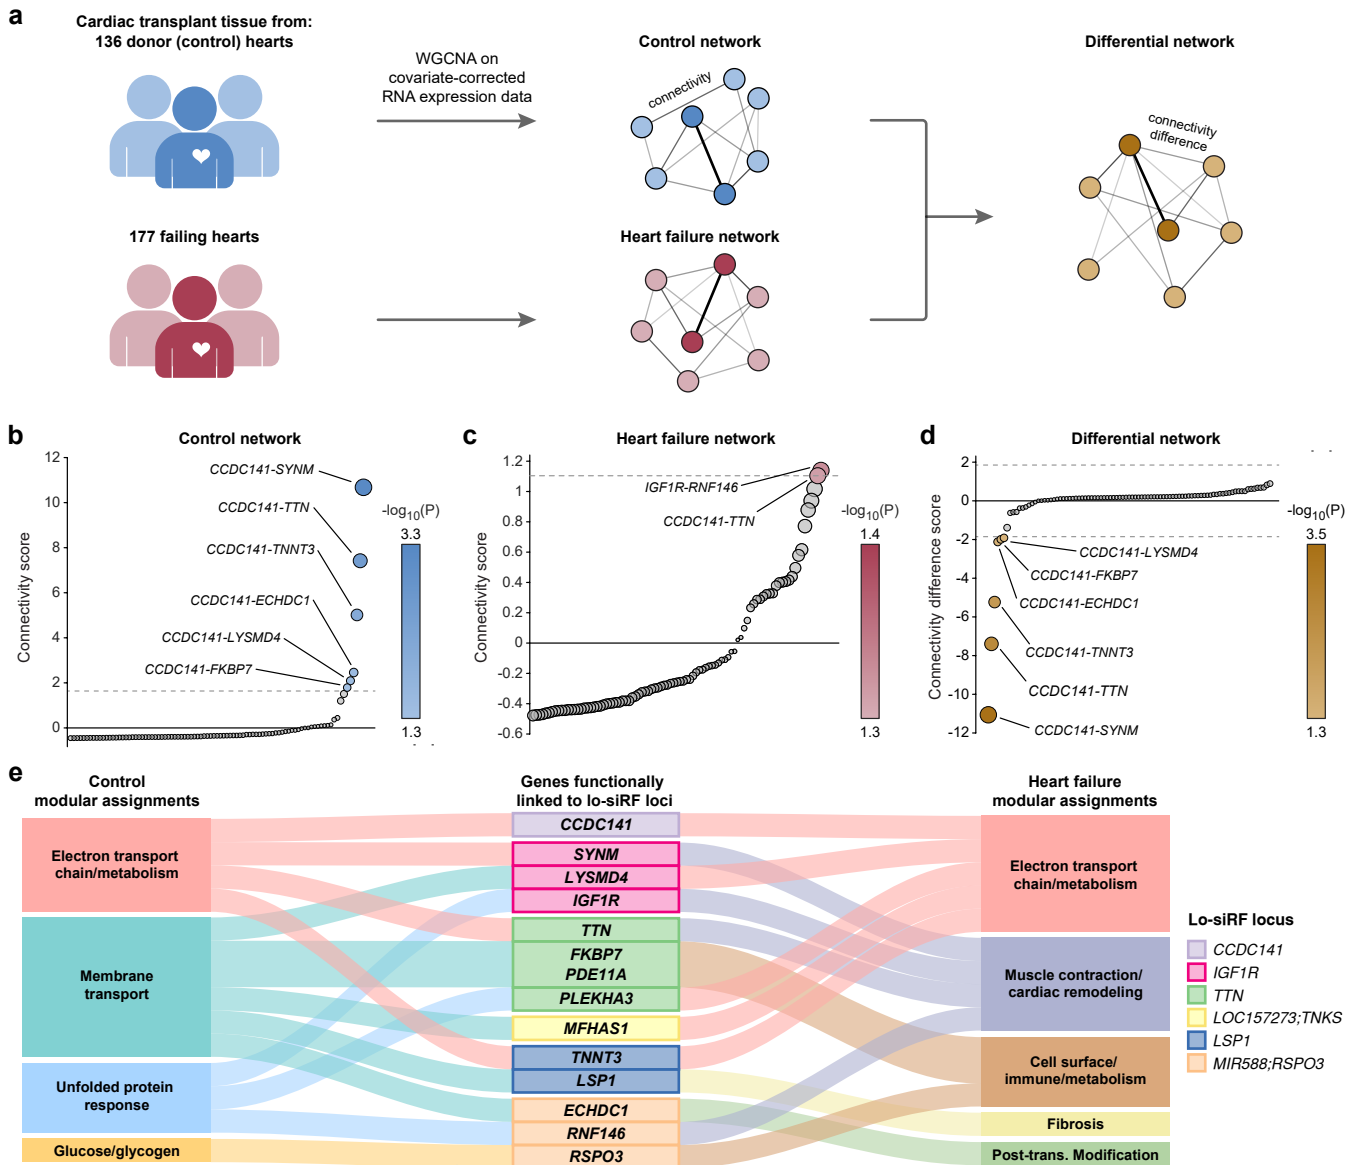 a
Cardiac transplant tissue from:
136 donor (control) hearts
WGCNA on
covariate-corrected
RNA expression data
Control network
connectivity
Differential network
connectivity
difference
177 failing hearts
Heart failure network
b
Control network
Connectivity score
12
10
8
6
4
2
0
CCDC141-SYNM
CCDC141-TTN
CCDC141-TNNT3
CCDC141-ECHDC1
CCDC141-LYSMD4
CCDC141-FKBP7
-log10(P)
3.3
1.3
c
Heart failure network
Connectivity score
1.2
1.0
0.8
0.6
0.4
0.2
0
-0.2
-0.4
-0.6
IGF1R-RNF146
CCDC141-TTN
-log10(P)
1.4
1.3
d
Differential network
Connectivity difference score
2
0
-2
-4
-6
-8
-10
-12
CCDC141-LYSMD4
CCDC141-FKBP7
CCDC141-ECHDC1
CCDC141-TNNT3
CCDC141-TTN
CCDC141-SYNM
-log10(P)
3.5
1.3
e
Control
modular assignments
Genes functionally
linked to lo-siRF loci
Heart failure
modular assignments
Electron transport
chain/metabolism
Membrane
transport
Unfolded protein
response
Glucose/glycogen
CCDC141
SYNM
LYSMD4
IGF1R
TTN
FKBP7
PDE11A
PLEKHA3
MFHAS1
TNNT3
LSP1
ECHDC1
RNF146
RSPO3
Electron transport
chain/metabolism
Muscle contraction/
cardiac remodeling
Cell surface/
immune/metabolism
Fibrosis
Post-trans. Modification
Lo-siRF locus
CCDC141
IGF1R
TTN
LOC157273;TNKS
LSP1
MIR588;RSPO3